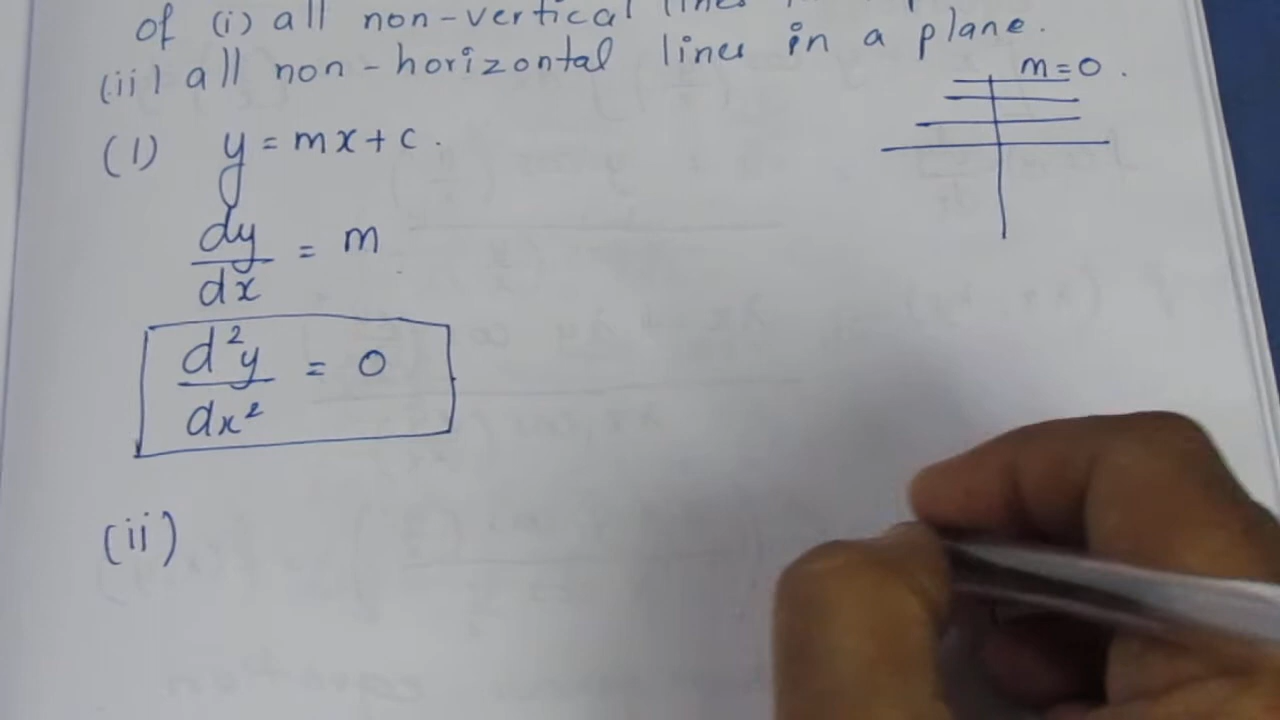 of (i) all non-vertical lines
(ii) all non-horizontal lines in a plane.
m=0.
(1) y = mx + c.
dy/dx = m
d²y/dx² = 0
(ii)